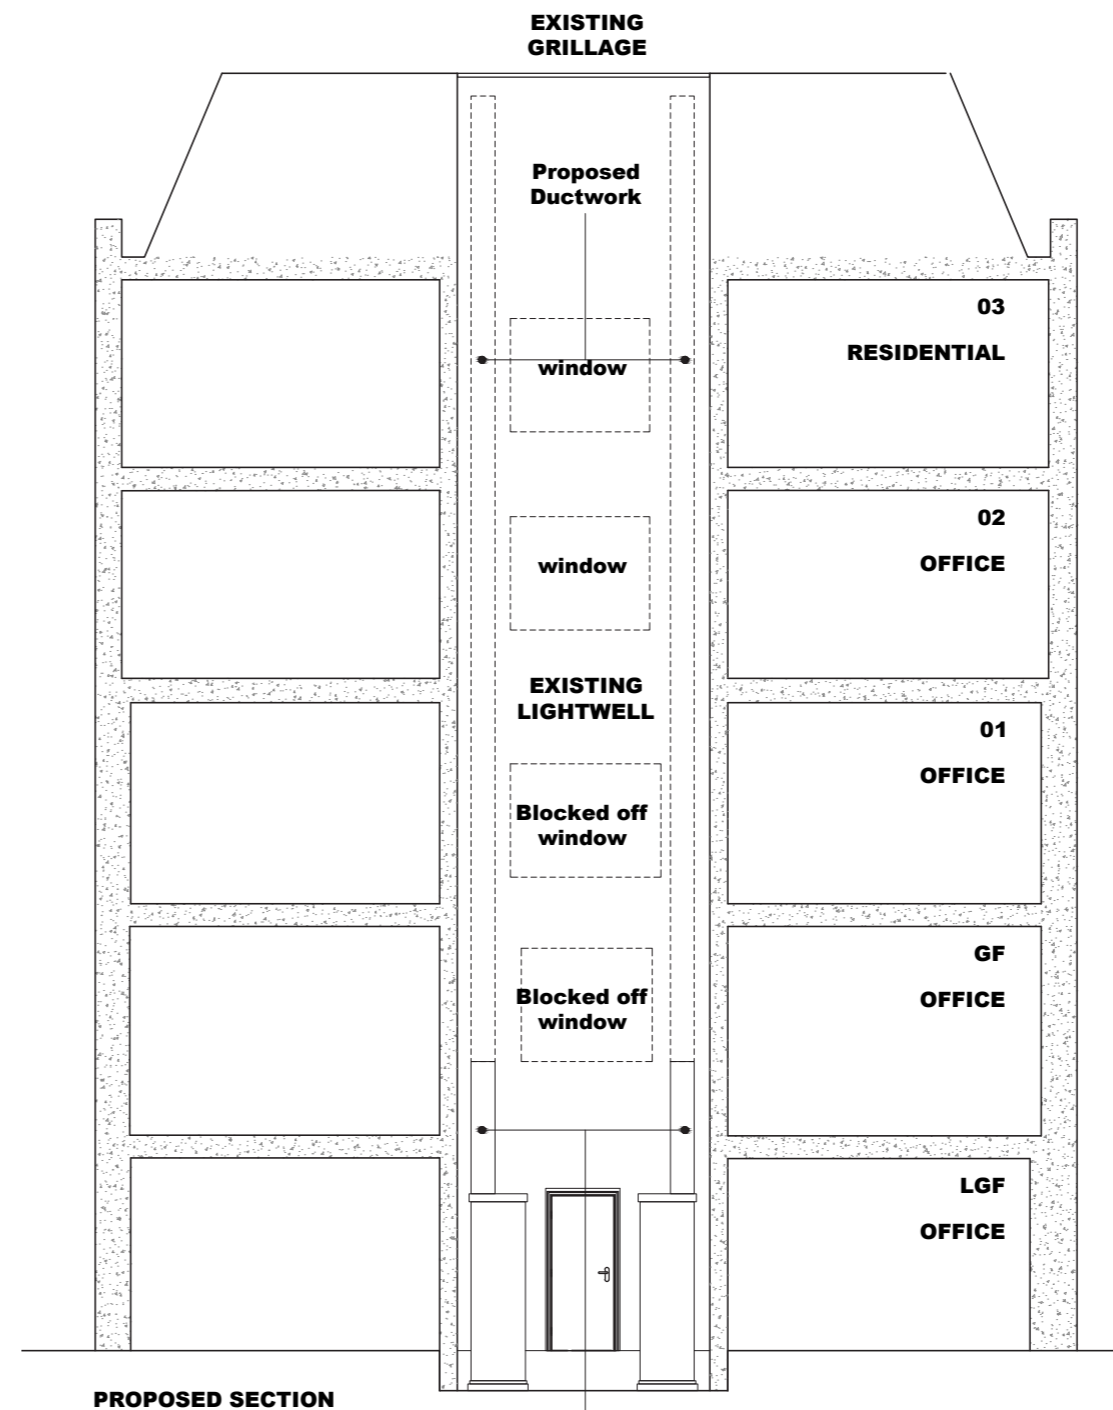 EXISTING
GRILLAGE
Proposed
Ductwork
03
RESIDENTIAL
window
02
OFFICE
window
EXISTING
LIGHTWELL
01
OFFICE
Blocked off
window
GF
OFFICE
Blocked off
window
LGF
OFFICE
PROPOSED SECTION